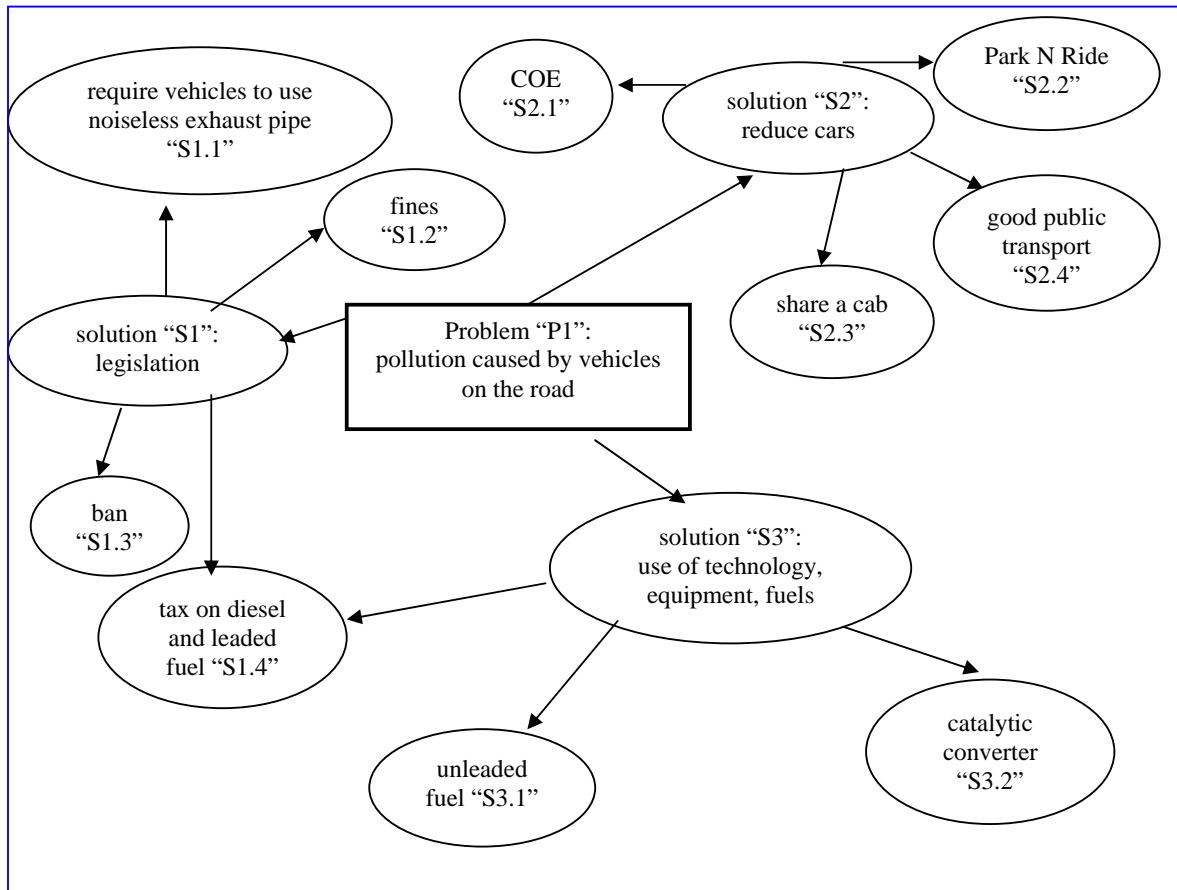 require vehicles to use
noiseless exhaust pipe
“S1.1”
COE
“S2.1”
solution “S2”:
reduce cars
Park N Ride
“S2.2”
fines
“S1.2”
good public
transport
“S2.4”
share a cab
“S2.3”
solution “S1”:
legislation
Problem “P1”:
pollution caused by vehicles
on the road
ban
“S1.3”
solution “S3”:
use of technology,
equipment, fuels
tax on diesel
and leaded
fuel “S1.4”
unleaded
fuel “S3.1”
catalytic
converter
“S3.2”